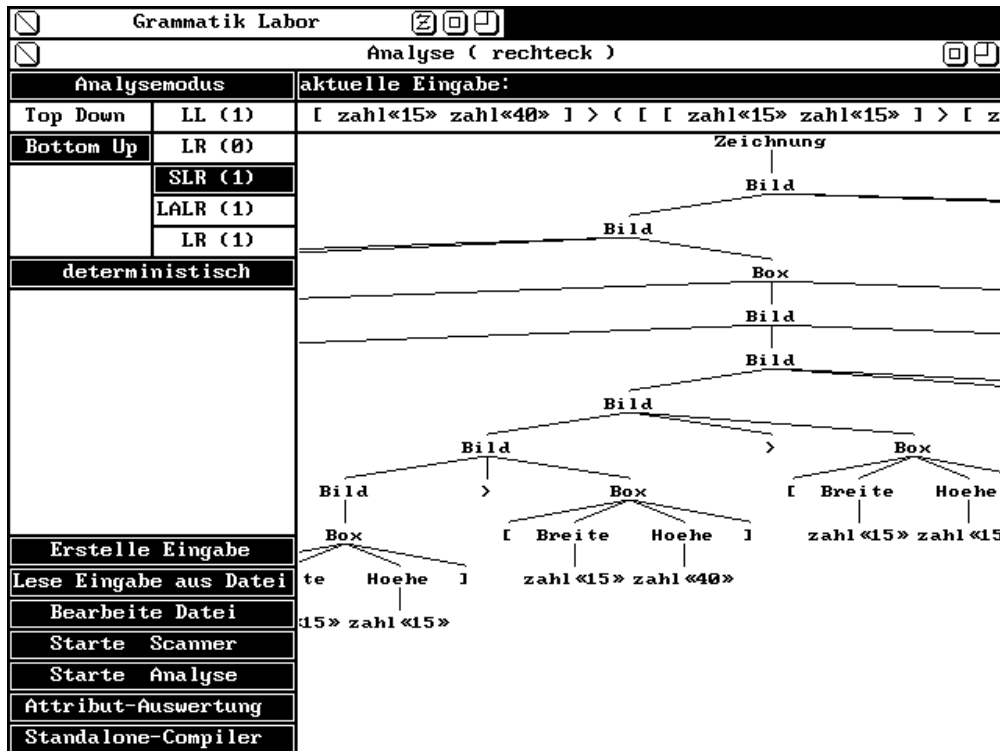 Grammatik Labor Z
Analyse ( rechteck )
Analysemodus aktuelle Eingabe:
Top Down LL (1) [ zahl«15» zahl«40» ] > ( [ [ zahl«15» zahl«15» ] > [ z
Bottom Up LR (0) Zeichnung
SLR (1) Bild
LALR (1)
LR (1) Bild
deterministisch Box
Bild
Bild
Bild
Bild > Box
Bild > Box [ Breite Hoehe
Erstelle Eingabe Box [ Breite Hoehe ] zahl«15» zahl«15
Lese Eingabe aus Datei te Hoehe ] zahl«15» zahl«40»
Bearbeite Datei «15» zahl«15»
Starte Scanner
Starte Analyse
Attribut-Auswertung
Standalone-Compiler